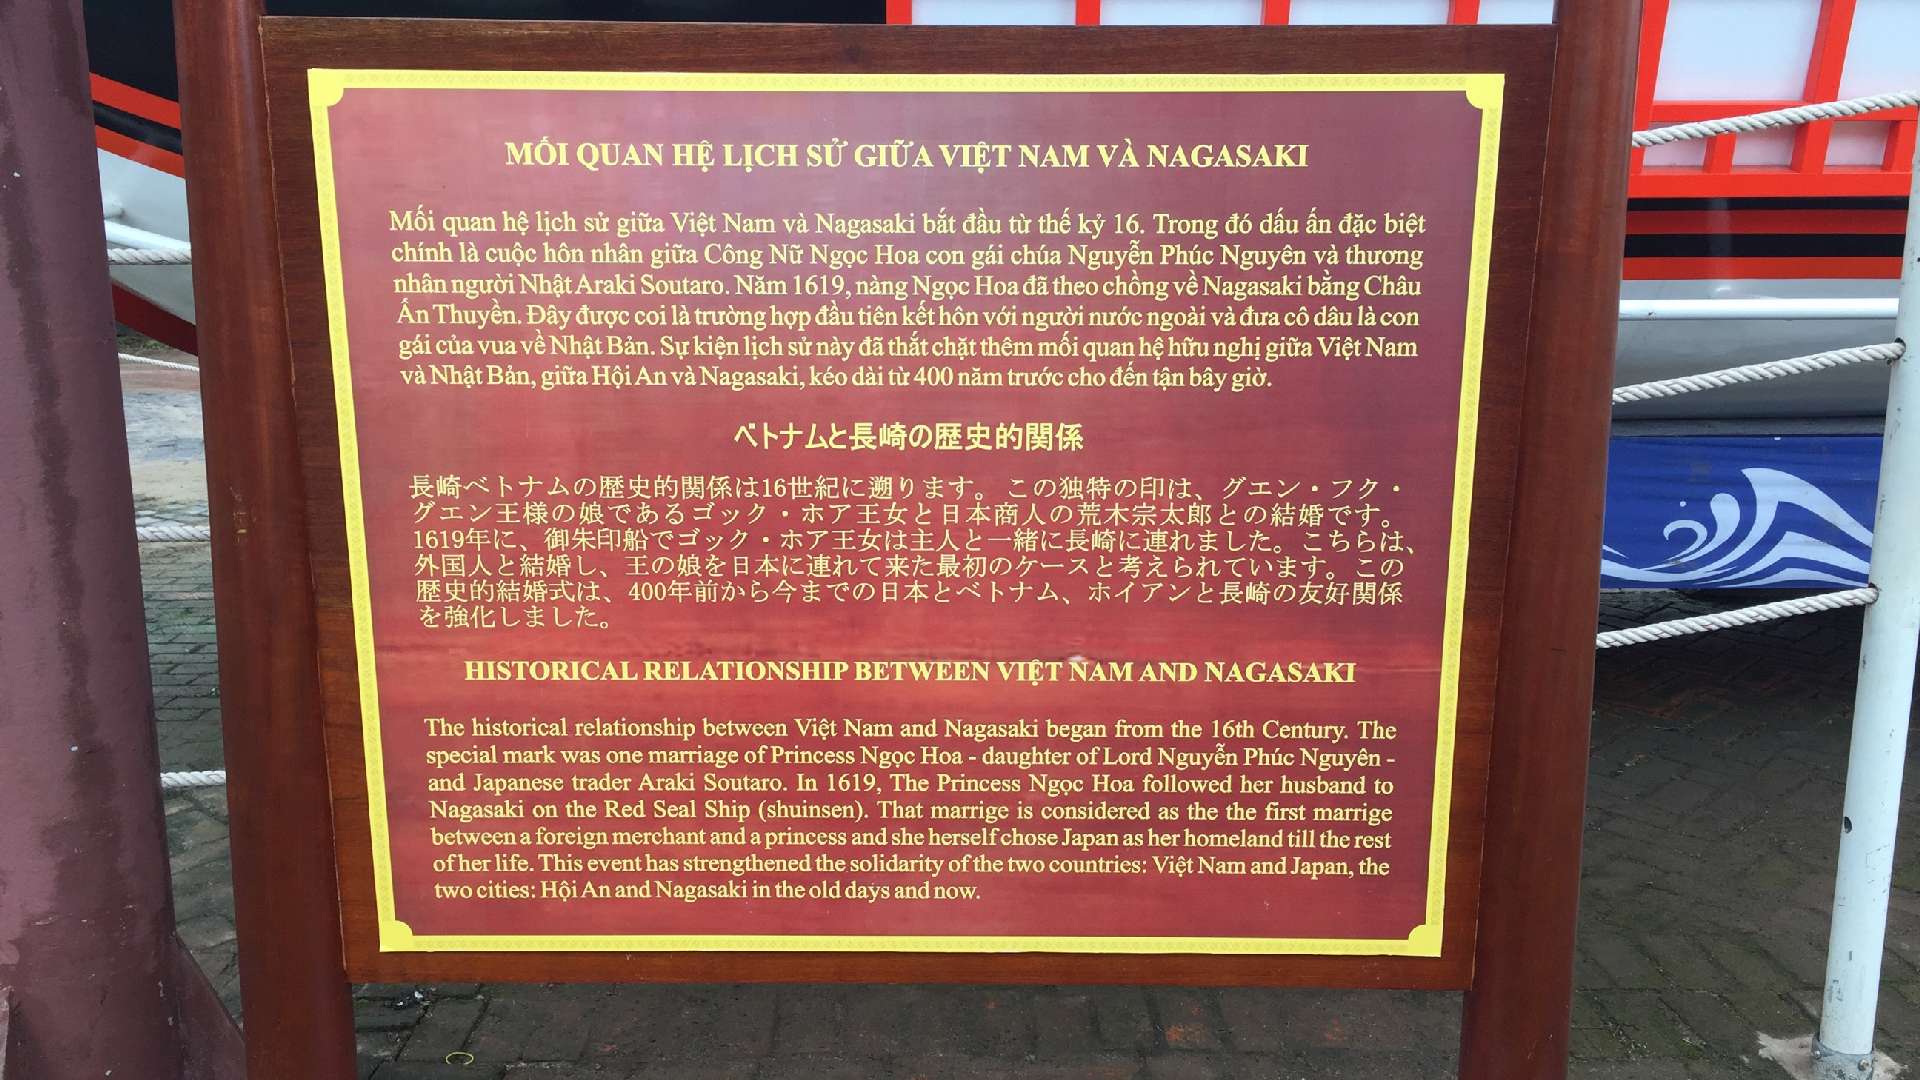 MỐI QUAN HỆ LỊCH SỬ GIỮA VIỆT NAM VÀ NAGASAKI
Mối quan hệ lịch sử giữa Việt Nam và Nagasaki bắt đầu từ thế kỷ 16. Trong đó dấu ấn đặc biệt
chính là cuộc hôn nhân giữa Công Nữ Ngọc Hoa con gái chúa Nguyễn Phúc Nguyên và thương
nhân người Nhật Araki Soutaro. Năm 1619, nàng Ngọc Hoa đã theo chồng về Nagasaki bằng Châu
Ấn Thuyền. Đây được coi là trường hợp đầu tiên kết hôn với người nước ngoài và đưa cô dâu là con
gái của vua về Nhật Bản. Sự kiện lịch sử này đã thắt chặt thêm mối quan hệ hữu nghị giữa Việt Nam
và Nhật Bản, giữa Hội An và Nagasaki, kéo dài từ 400 năm trước cho đến tận bây giờ.
ベトナムと長崎の歴史的関係
長崎ベトナムの歴史的関係は16世紀に遡ります。この独特の印は、グエン・フク・
グエン王様の娘であるゴック・ホア王女と日本商人の荒木宗太郎との結婚です。
1619年に、御朱印船でゴック・ホア王女は主人と一緒に長崎に連れました。こちらは、
外国人と結婚し、王の娘を日本に連れて来た最初のケースと考えられています。この
歴史的結婚式は、400年前から今までの日本とベトナム、ホイアンと長崎の友好関係
を強化しました。
HISTORICAL RELATIONSHIP BETWEEN VIỆT NAM AND NAGASAKI
The historical relationship between Việt Nam and Nagasaki began from the 16th Century. The
special mark was one marriage of Princess Ngọc Hoa - daughter of Lord Nguyễn Phúc Nguyên -
and Japanese trader Araki Soutaro. In 1619, The Princess Ngọc Hoa followed her husband to
Nagasaki on the Red Seal Ship (shuinsen). That marrige is considered as the the first marrige
between a foreign merchant and a princess and she herself chose Japan as her homeland till the rest
of her life. This event has strengthened the solidarity of the two countries: Việt Nam and Japan, the
two cities: Hội An and Nagasaki in the old days and now.